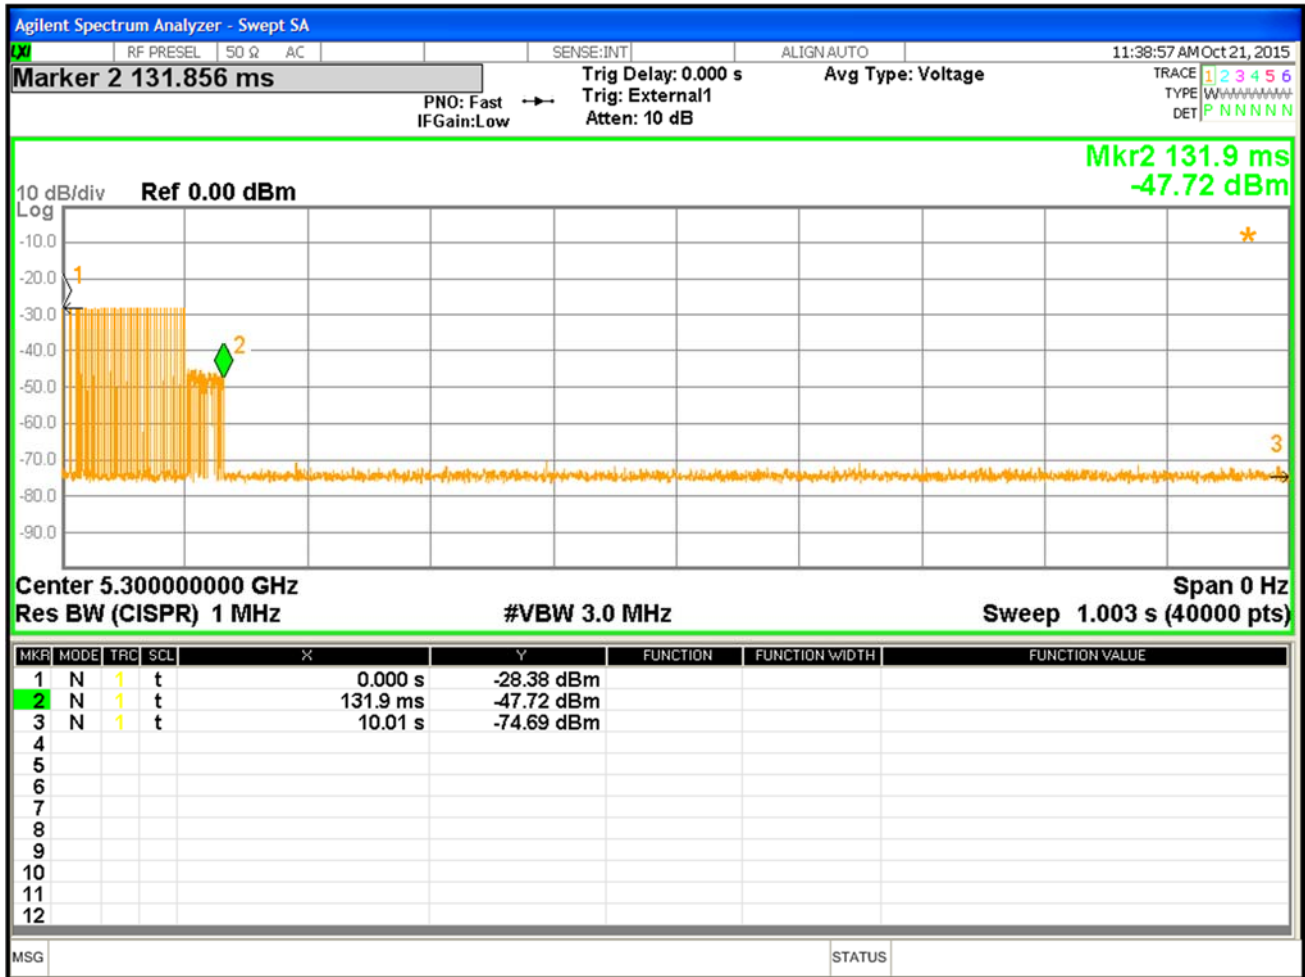 Agilent Spectrum Analyzer - Swept SA
LXI RF PRESEL 50 Ω AC SENSE:INT ALIGN AUTO 11:38:57 AM Oct 21, 2015
Marker 2 131.856 ms
PNO: Fast
IFGain:Low
Trig Delay: 0.000 s
Trig: External1
Atten: 10 dB
Avg Type: Voltage
TRACE 1 2 3 4 5 6
TYPE WWWWWWW
DET P N N N N N
Mkr2 131.9 ms
-47.72 dBm
10 dB/div Ref 0.00 dBm
Log
-10.0
-20.0
-30.0
-40.0
-50.0
-60.0
-70.0
-80.0
-90.0
1
2
3
*
Center 5.300000000 GHz Span 0 Hz
Res BW (CISPR) 1 MHz #VBW 3.0 MHz Sweep 1.003 s (40000 pts)
MKR MODE TRC SCL X Y FUNCTION FUNCTION WIDTH FUNCTION VALUE
1 N 1 t 0.000 s -28.38 dBm
2 N 1 t 131.9 ms -47.72 dBm
3 N 1 t 10.01 s -74.69 dBm
4
5
6
7
8
9
10
11
12
MSG STATUS